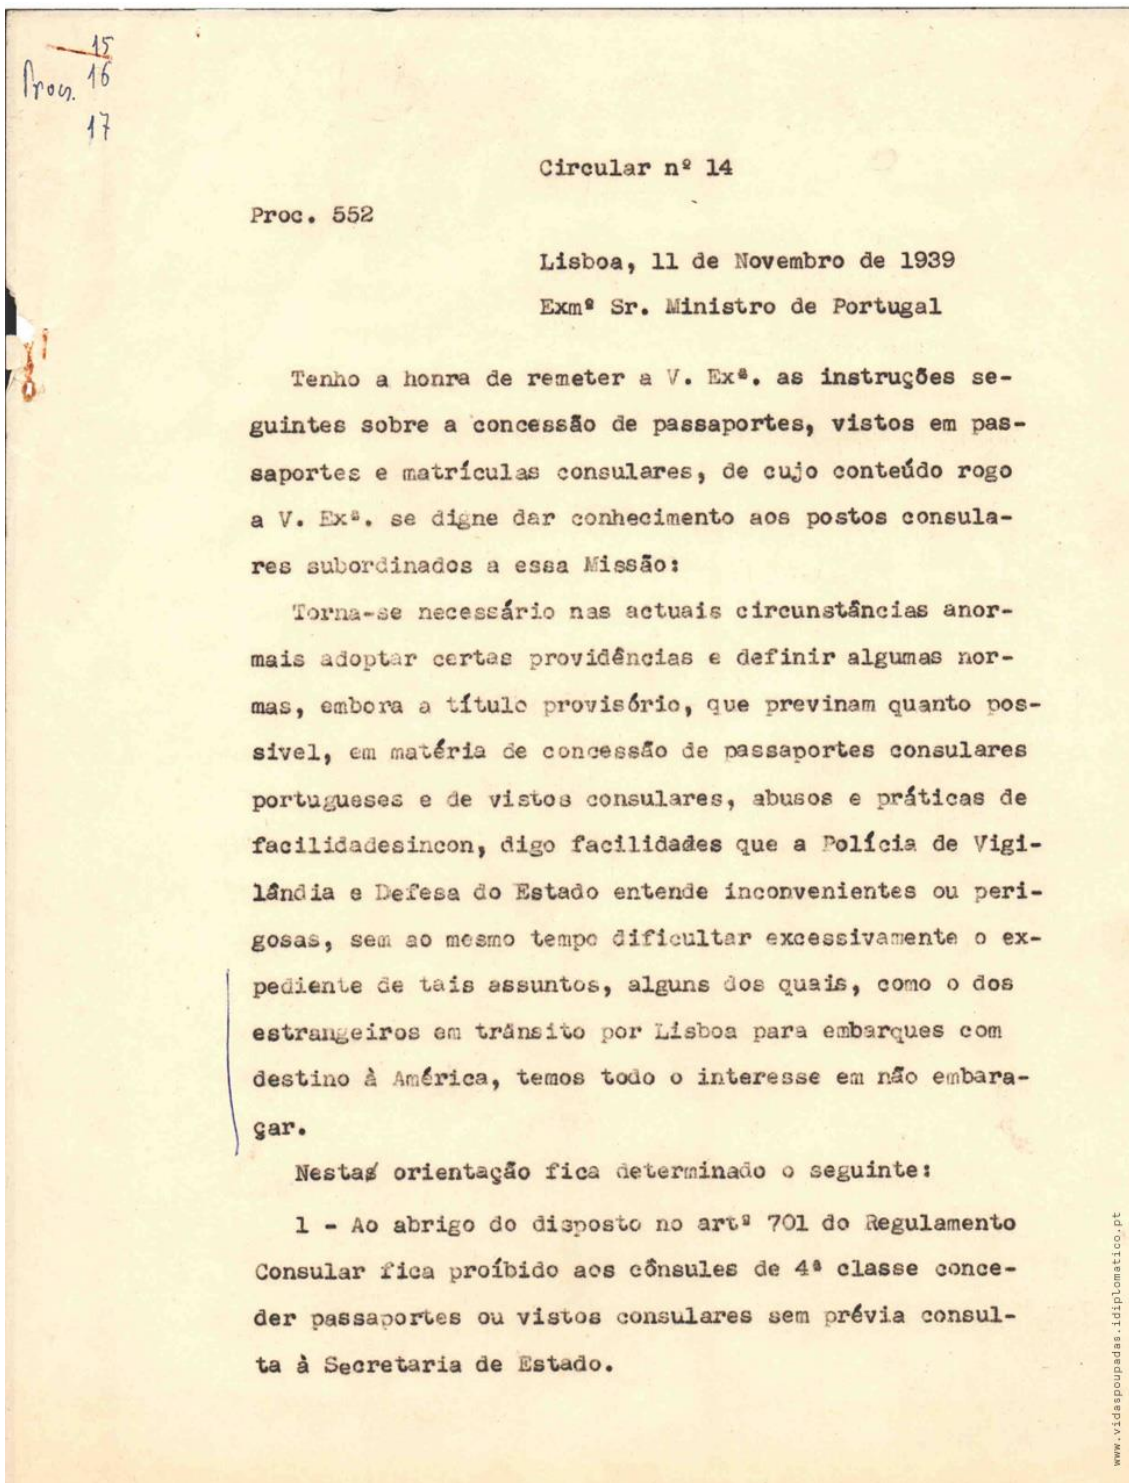 15
Proc. 16
17
Circular nº 14
Proc. 552
Lisboa, 11 de Novembro de 1939
Exmº Sr. Ministro de Portugal
Tenho a honra de remeter a V. Exª. as instruções se-
guintes sobre a concessão de passaportes, vistos em pas-
saportes e matrículas consulares, de cujo conteúdo rogo
a V. Exª. se digne dar conhecimento aos postos consula-
res subordinados a essa Missão:
Torna-se necessário nas actuais circunstâncias anor-
mais adoptar certas providências e definir algumas nor-
mas, embora a título provisório, que previnam quanto pos-
sivel, em matéria de concessão de passaportes consulares
portugueses e de vistos consulares, abusos e práticas de
facilidadesincon, digo facilidades que a Polícia de Vigi-
lândia e Defesa do Estado entende inconvenientes ou peri-
gosas, sem ao mesmo tempo dificultar excessivamente o ex-
pediente de tais assuntos, alguns dos quais, como o dos
estrangeiros em trânsito por Lisboa para embarques com
destino à América, temos todo o interesse em não embara-
çar.
Nesta orientação fica determinado o seguinte:
1 - Ao abrigo do disposto no artº 701 do Regulamento
Consular fica proíbido aos cônsules de 4ª classe conce-
der passaportes ou vistos consulares sem prévia consul-
ta à Secretaria de Estado.
www.vidaspoupadas.idiplomatico.pt